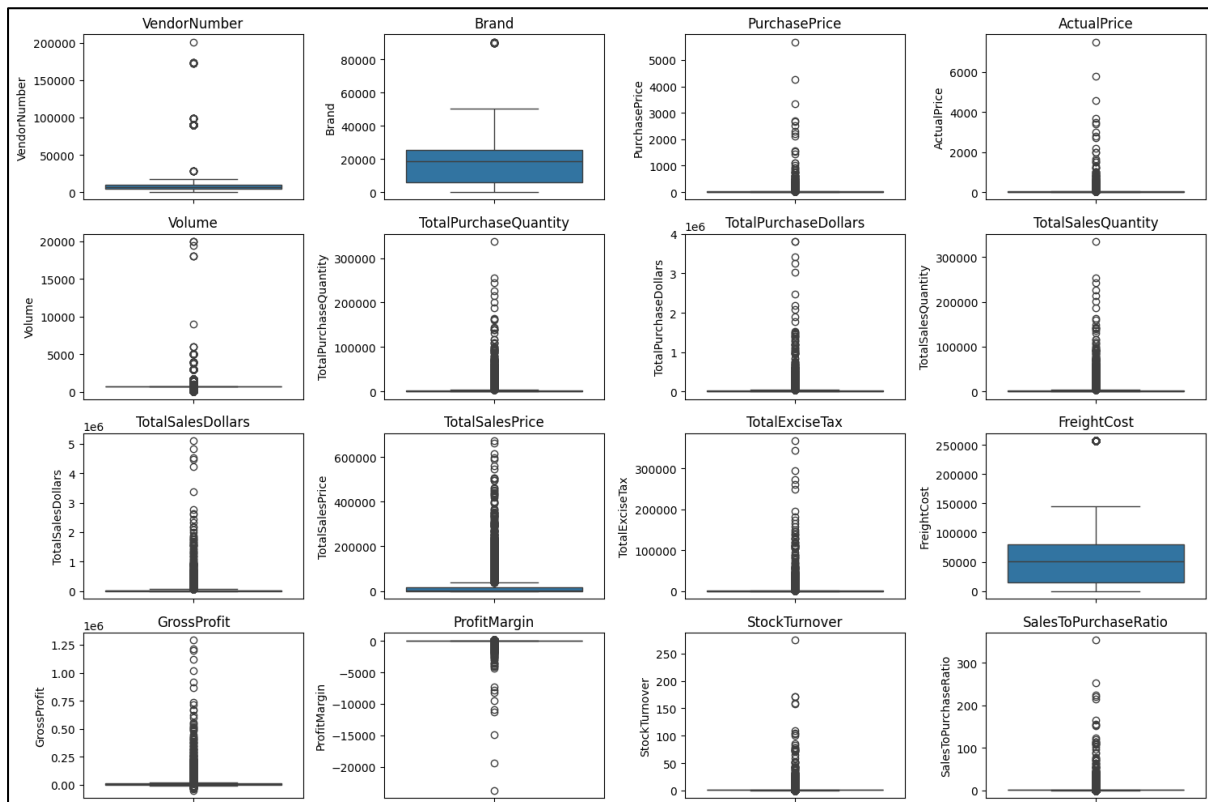 VendorNumber
Brand
PurchasePrice
ActualPrice
VendorNumber
200000
150000
100000
50000
0
Brand
80000
60000
40000
20000
0
PurchasePrice
5000
4000
3000
2000
1000
0
ActualPrice
6000
4000
2000
0
Volume
TotalPurchaseQuantity
TotalPurchaseDollars
TotalSalesQuantity
Volume
20000
15000
10000
5000
0
TotalPurchaseQuantity
300000
200000
100000
0
TotalPurchaseDollars
1e6
4
3
2
1
0
TotalSalesQuantity
300000
200000
100000
0
TotalSalesDollars
TotalSalesPrice
TotalExciseTax
FreightCost
TotalSalesDollars
1e6
5
4
3
2
1
0
TotalSalesPrice
600000
400000
200000
0
TotalExciseTax
300000
200000
100000
0
FreightCost
250000
200000
150000
100000
50000
0
GrossProfit
ProfitMargin
StockTurnover
SalesToPurchaseRatio
GrossProfit
1e6
1.25
1.00
0.75
0.50
0.25
0.00
ProfitMargin
0
−5000
−10000
−15000
−20000
StockTurnover
250
200
150
100
50
0
SalesToPurchaseRatio
300
200
100
0